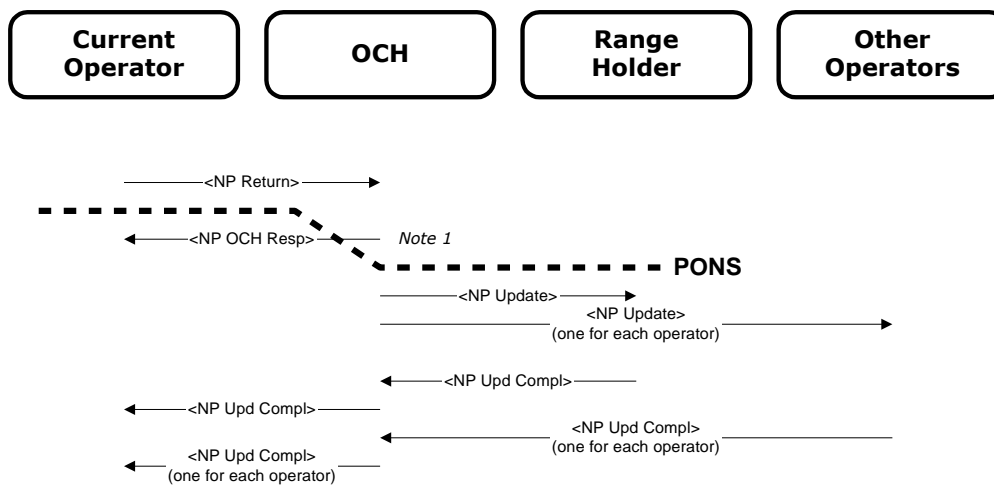 Current
Operator
OCH
Range
Holder
Other
Operators
<NP Return>
<NP OCH Resp>
Note 1
PONS
<NP Update>
<NP Update>
(one for each operator)
<NP Upd Compl>
<NP Upd Compl>
<NP Upd Compl>
(one for each operator)
<NP Upd Compl>
(one for each operator)